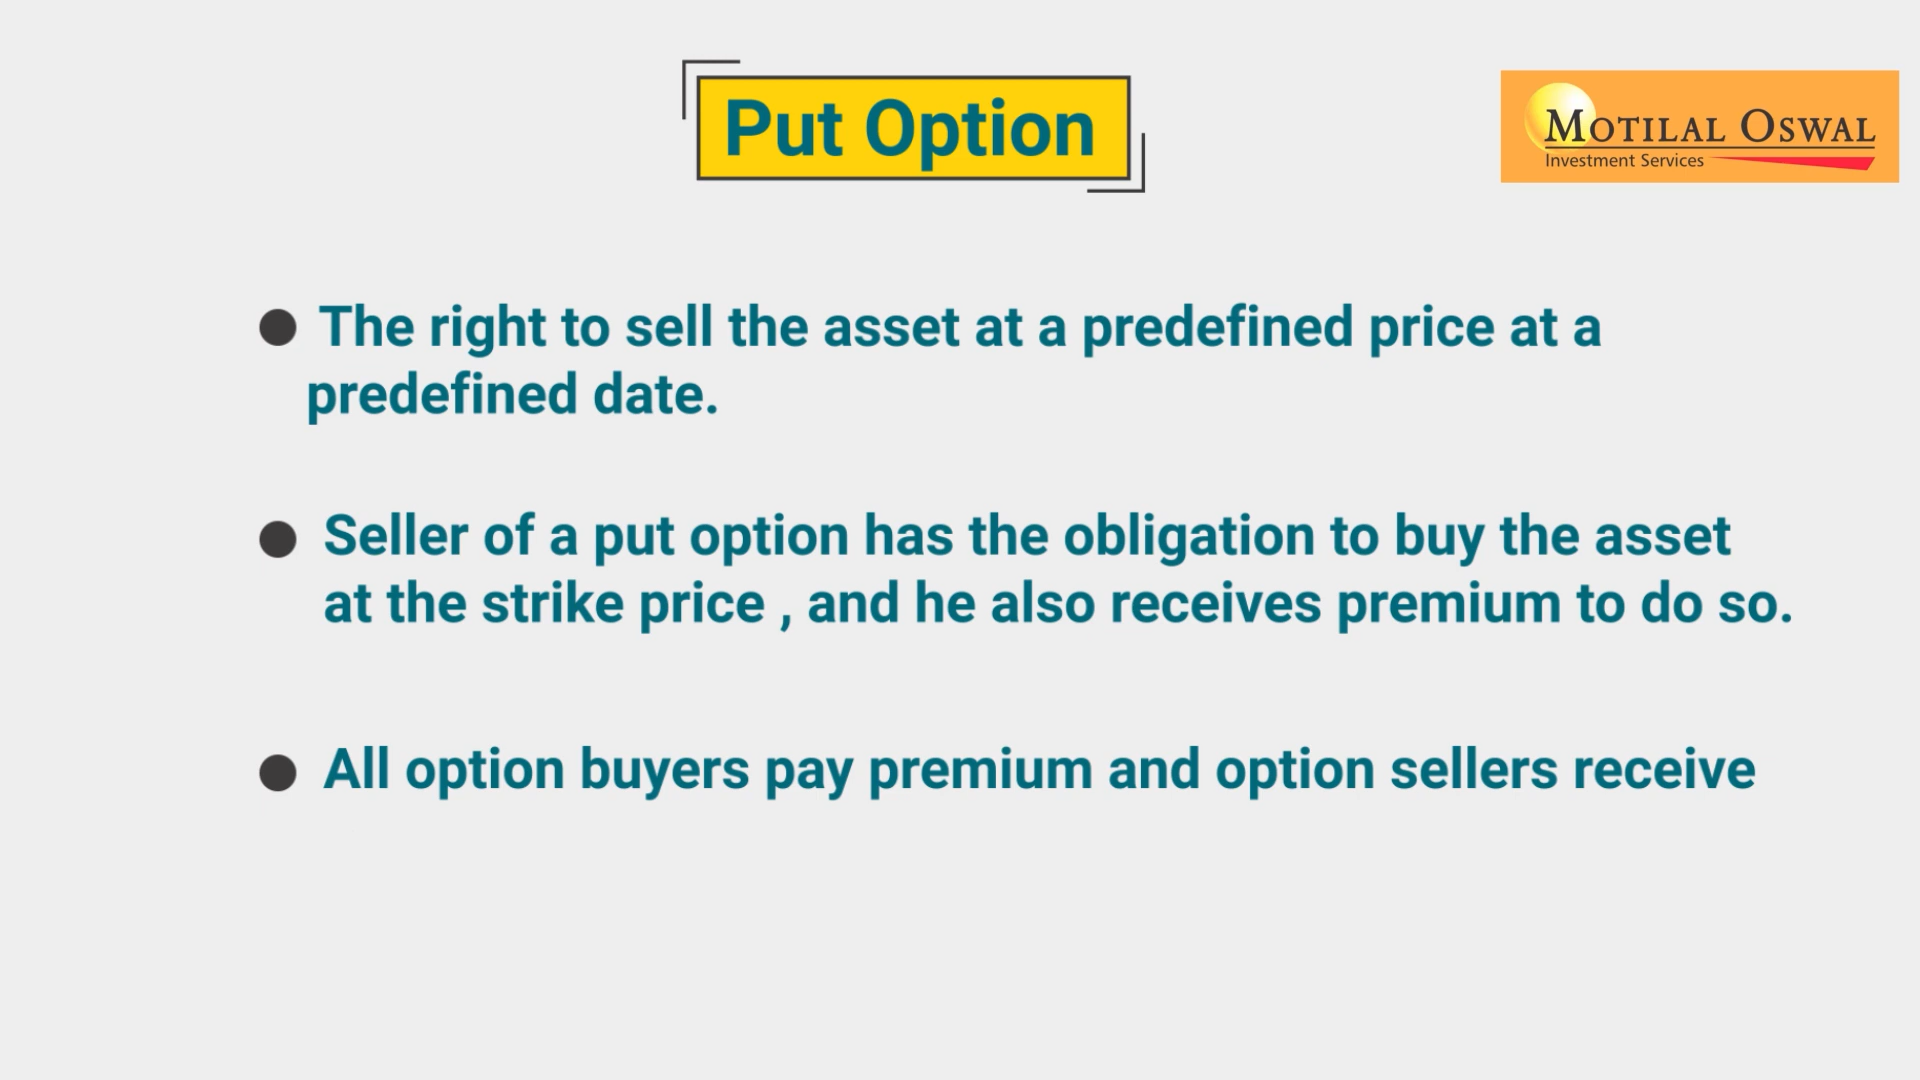 Put Option
MOTILAL OSWAL
Investment Services
The right to sell the asset at a predefined price at a
predefined date.
Seller of a put option has the obligation to buy the asset
at the strike price , and he also receives premium to do so.
All option buyers pay premium and option sellers receive